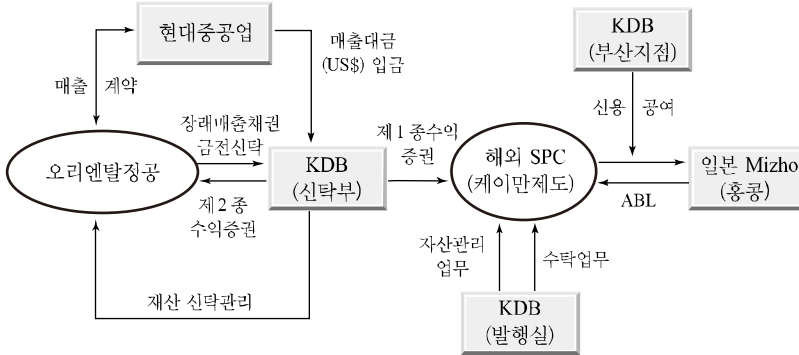 현대중공업
매출대금
(US$) 입금
KDB
(부산지점)
매출 계약
신용 공여
장래매출채권
금전신탁
제1종수익
증권
오리엔탈정공
KDB
(신탁부)
해외 SPC
(케이만제도)
일본 Mizho
(홍콩)
ABL
제2종
수익증권
자산관리
업무
수탁업무
재산 신탁관리
KDB
(발행실)